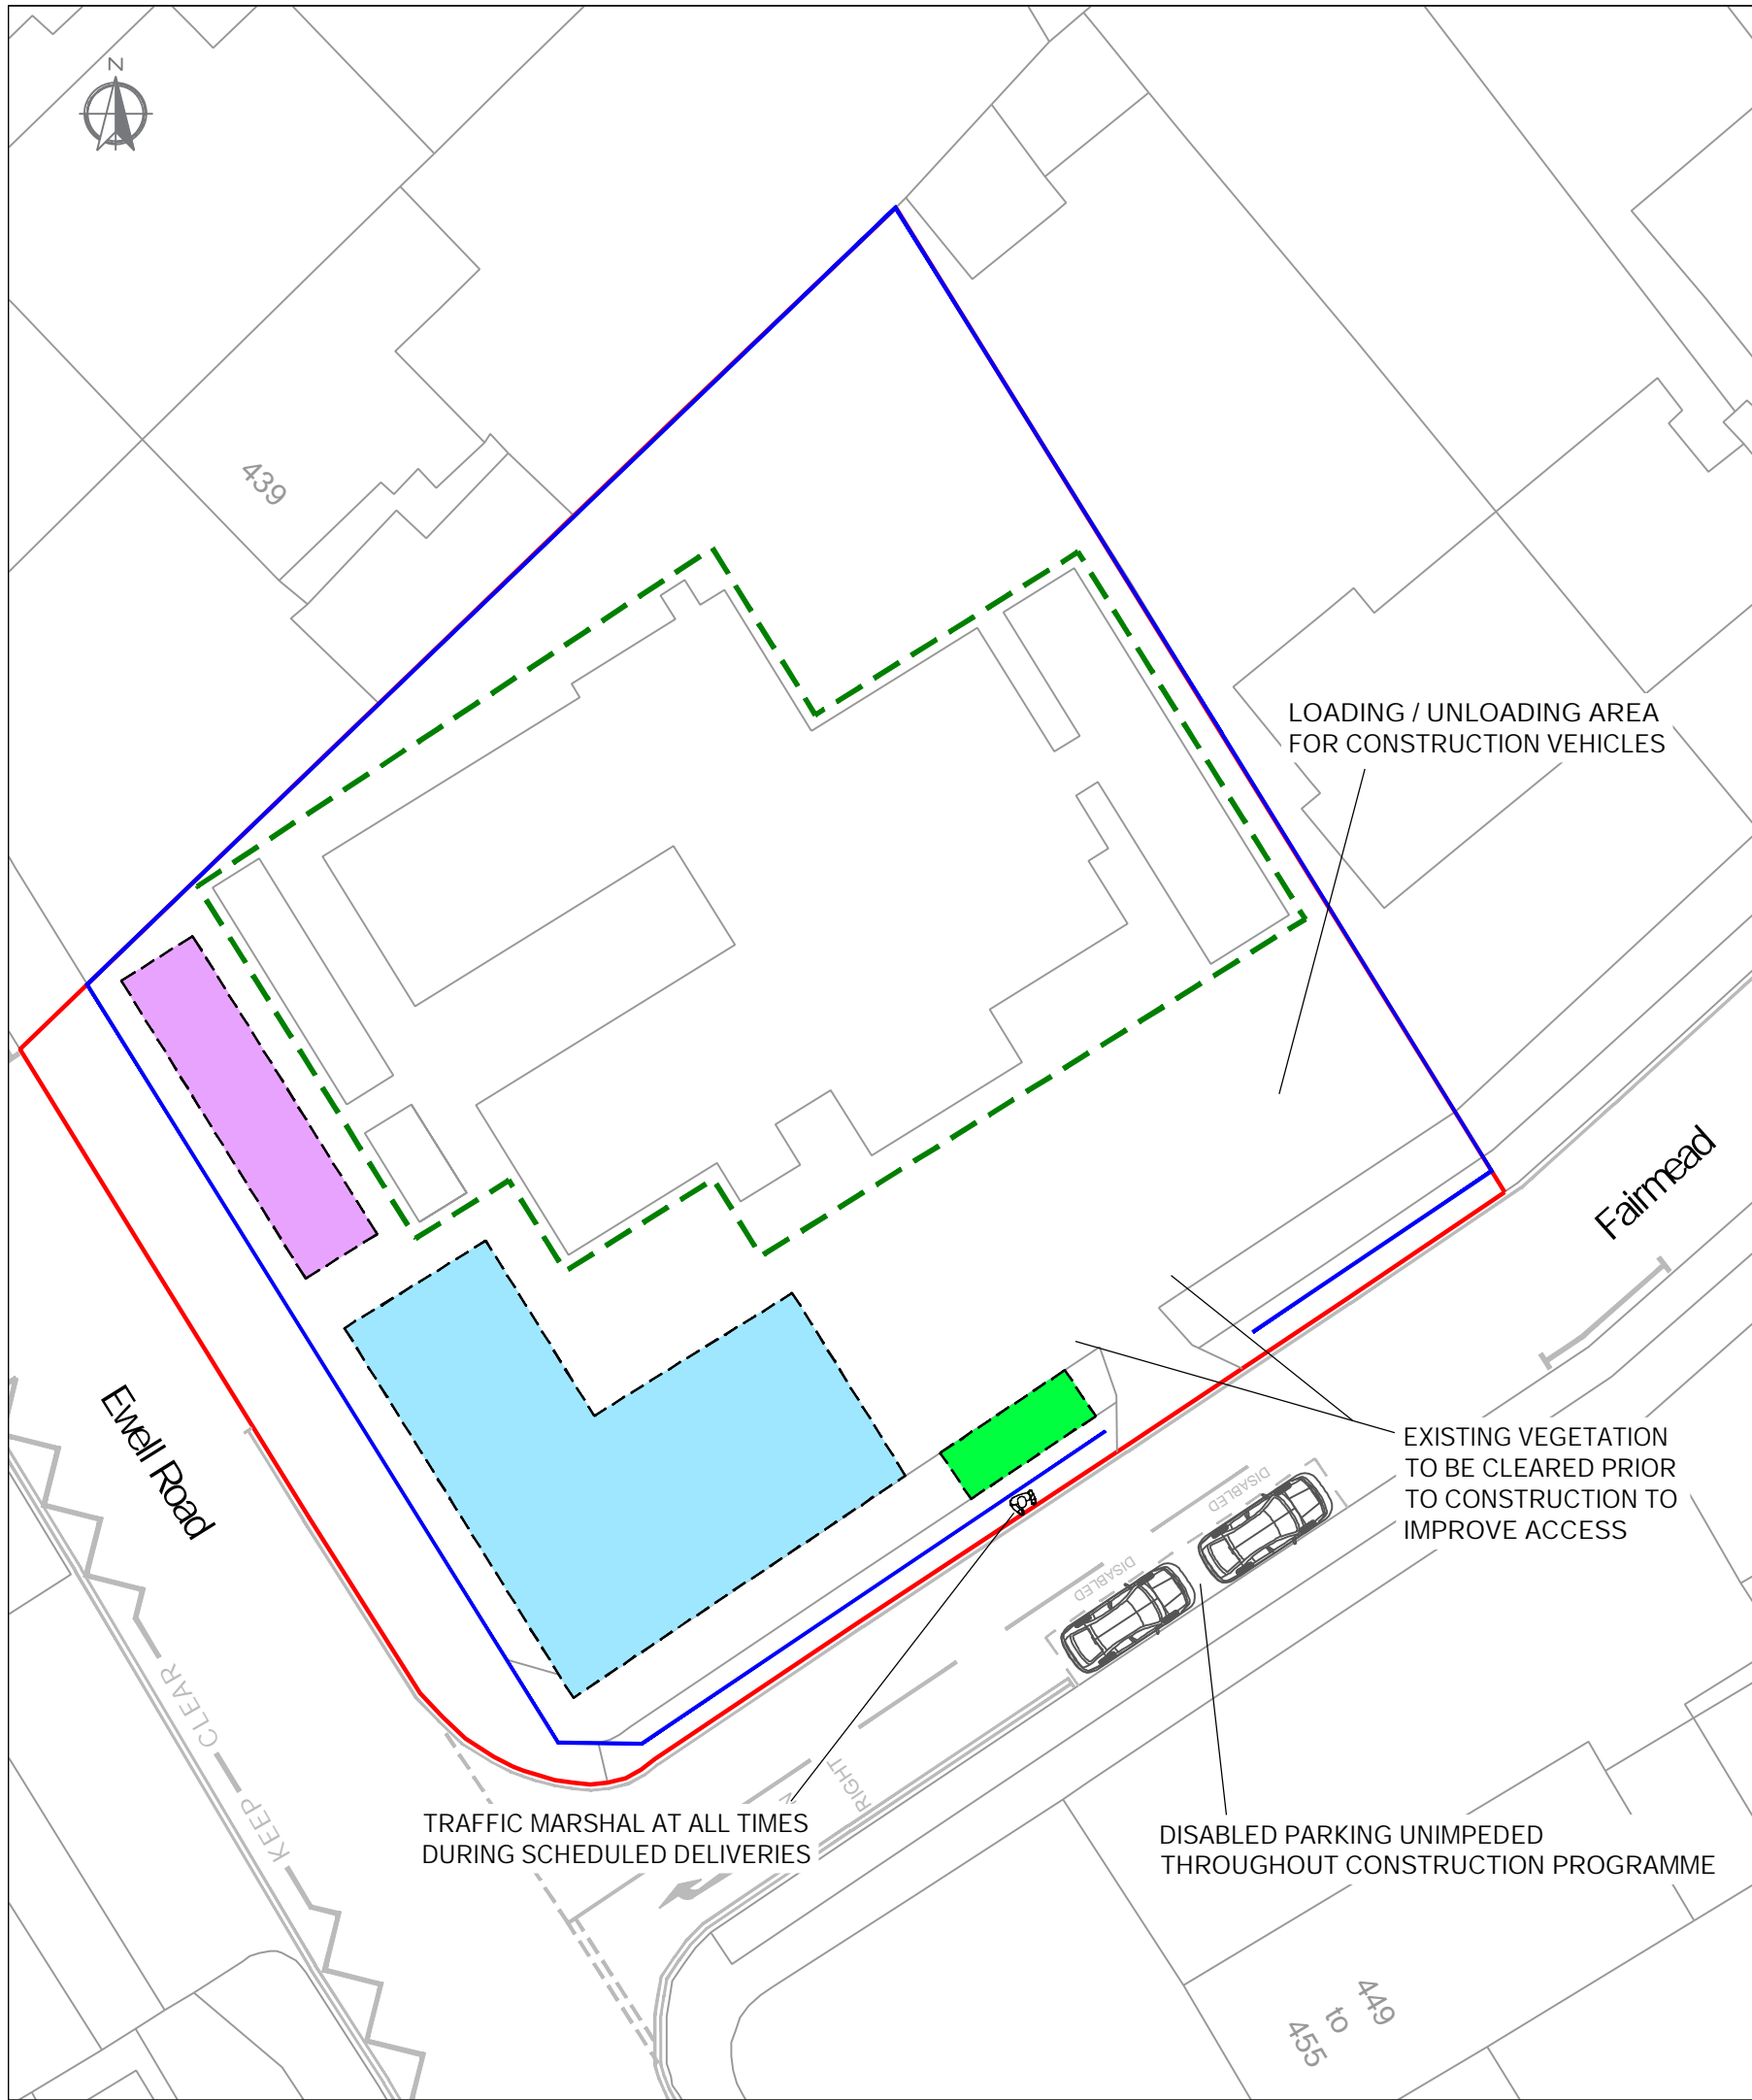 N
439
LOADING / UNLOADING AREA
FOR CONSTRUCTION VEHICLES
Fairmead
Ewell Road
EXISTING VEGETATION
TO BE CLEARED PRIOR
TO CONSTRUCTION TO
IMPROVE ACCESS
DISABLED
DISABLED
KEEP CLEAR
RIGHT
TRAFFIC MARSHAL AT ALL TIMES
DURING SCHEDULED DELIVERIES
DISABLED PARKING UNIMPEDED
THROUGHOUT CONSTRUCTION PROGRAMME
449
to
455